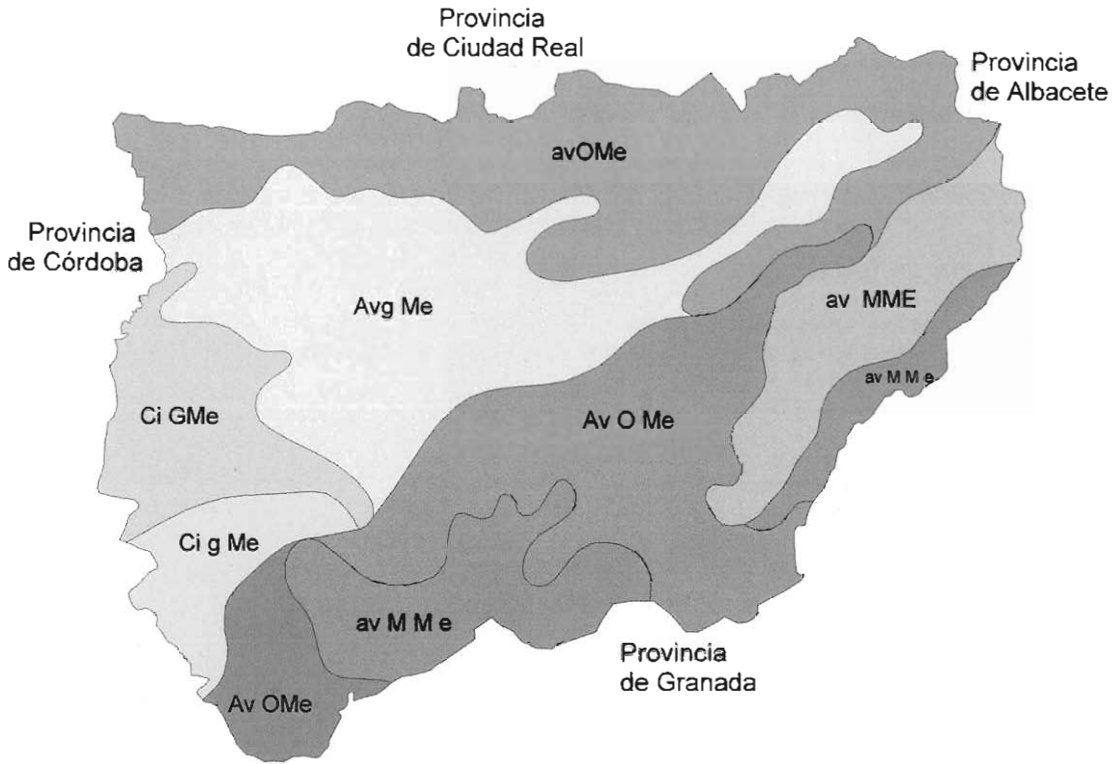 Provincia
de Ciudad Real
Provincia
de Albacete
avOMe
Provincia
de Córdoba
Avg Me
av MME
av M M e
Ci GMe
Av O Me
Ci g Me
av M M e
Provincia
de Granada
Av OMe